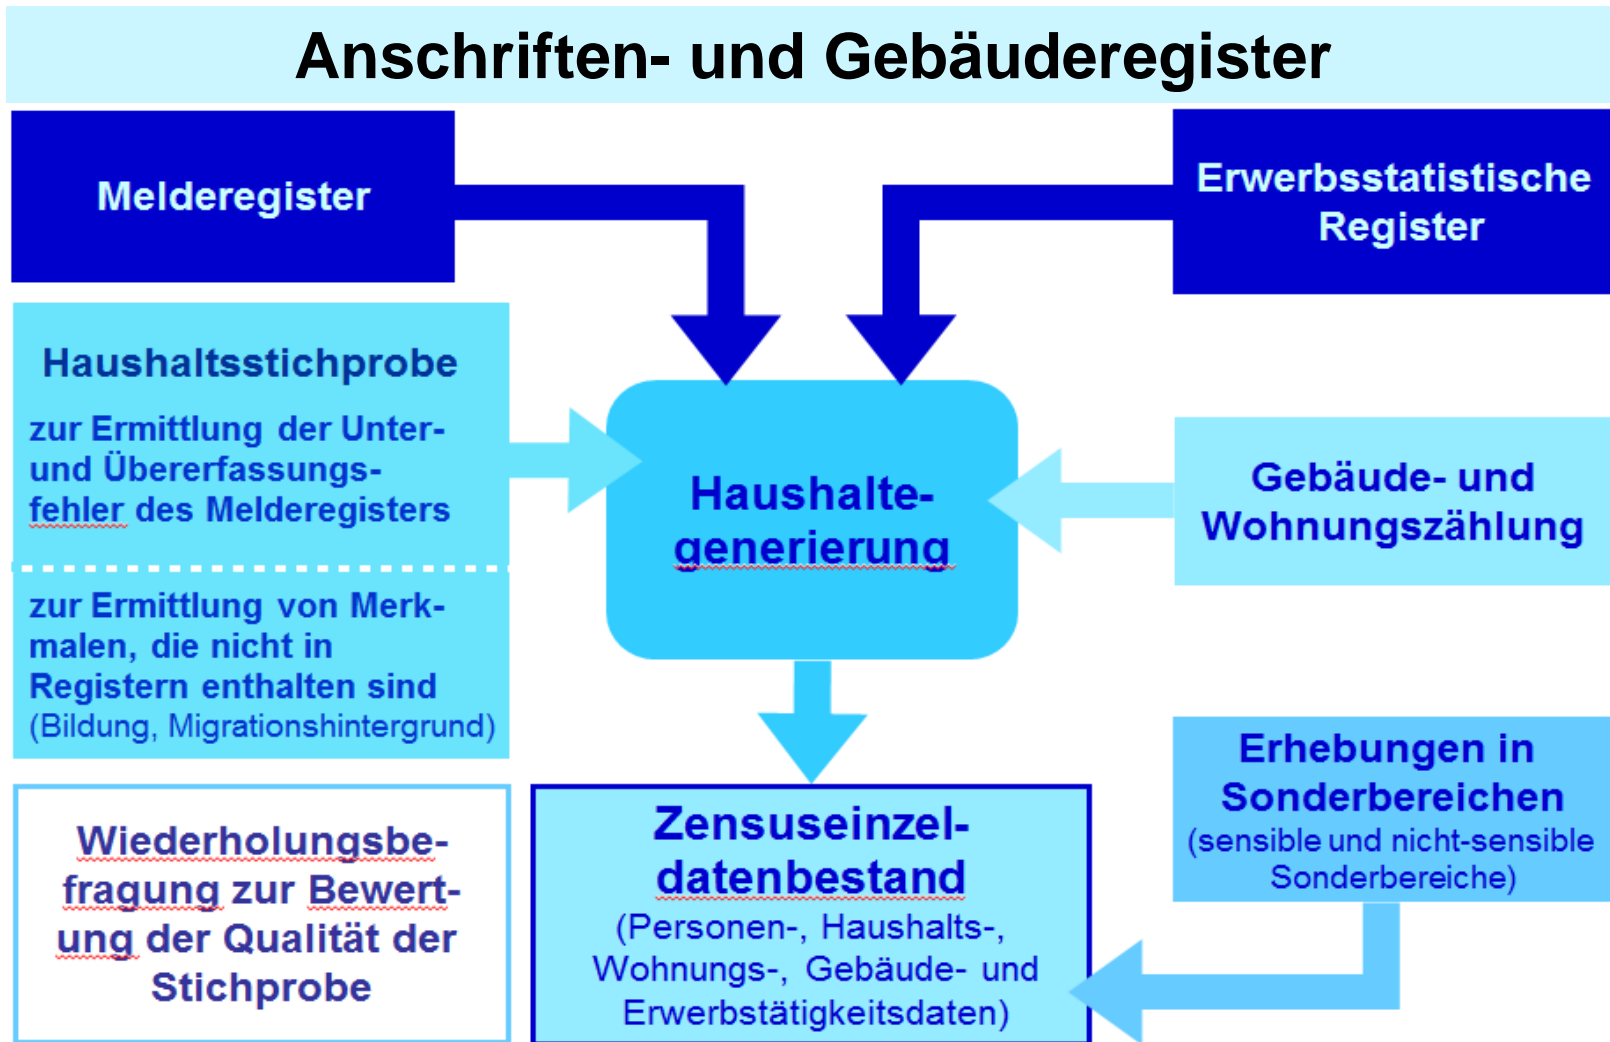 Anschriften- und Gebäuderegister
Melderegister
Erwerbsstatistische
Register
Haushaltsstichprobe
zur Ermittlung der Unter-
und Übererfassungs-
fehler des Melderegisters
zur Ermittlung von Merk-
malen, die nicht in
Registern enthalten sind
(Bildung, Migrationshintergrund)
Haushalte-
generierung
Gebäude- und
Wohnungszählung
Erhebungen in
Sonderbereichen
(sensible und nicht-sensible
Sonderbereiche)
Wiederholungsbe-
fragung zur Bewert-
ung der Qualität der
Stichprobe
Zensuseinzel-
datenbestand
(Personen-, Haushalts-,
Wohnungs-, Gebäude- und
Erwerbstätigkeitsdaten)